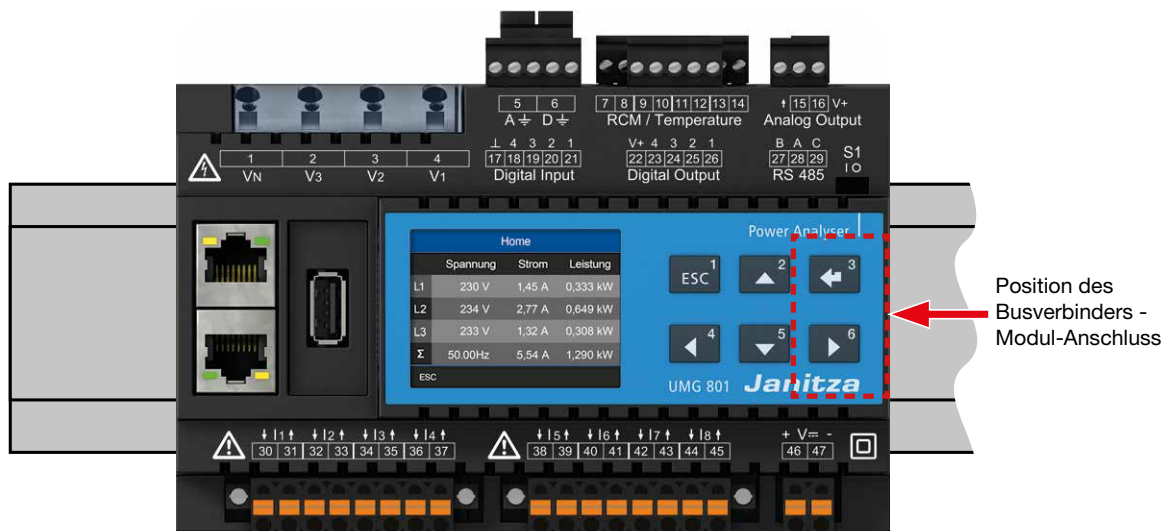 5 6
A D
7 8 9 10 11 12 13 14
RCM / Temperature
15 16 V+
Analog Output
⊥ 4 3 2 1
17 18 19 20 21
Digital Input
V+ 4 3 2 1
22 23 24 25 26
Digital Output
B A C
27 28 29
RS 485
S1
I O
1 2 3 4
VN V3 V2 V1
Power Analyser
Home
Spannung Strom Leistung
L1 230 V 1,45 A 0,333 kW
L2 234 V 2,77 A 0,649 kW
L3 233 V 1,32 A 0,308 kW
Σ 50.00Hz 5,54 A 1,290 kW
ESC
ESC 1
2
3
4
5
6
UMG 801 Janitza
Position des
Busverbinders -
Modul-Anschluss
I1 I2 I3 I4
30 31 32 33 34 35 36 37
I5 I6 I7 I8
38 39 40 41 42 43 44 45
+ V -
46 47